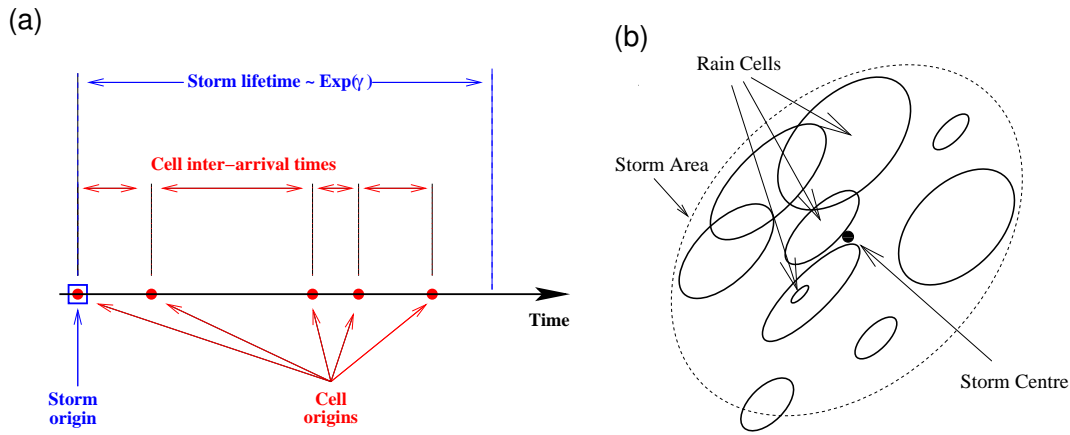 (a)
Storm lifetime ~ Exp(γ)
Cell inter−arrival times
Time
Storm
origin
Cell
origins
(b)
Rain Cells
Storm Area
Storm Centre